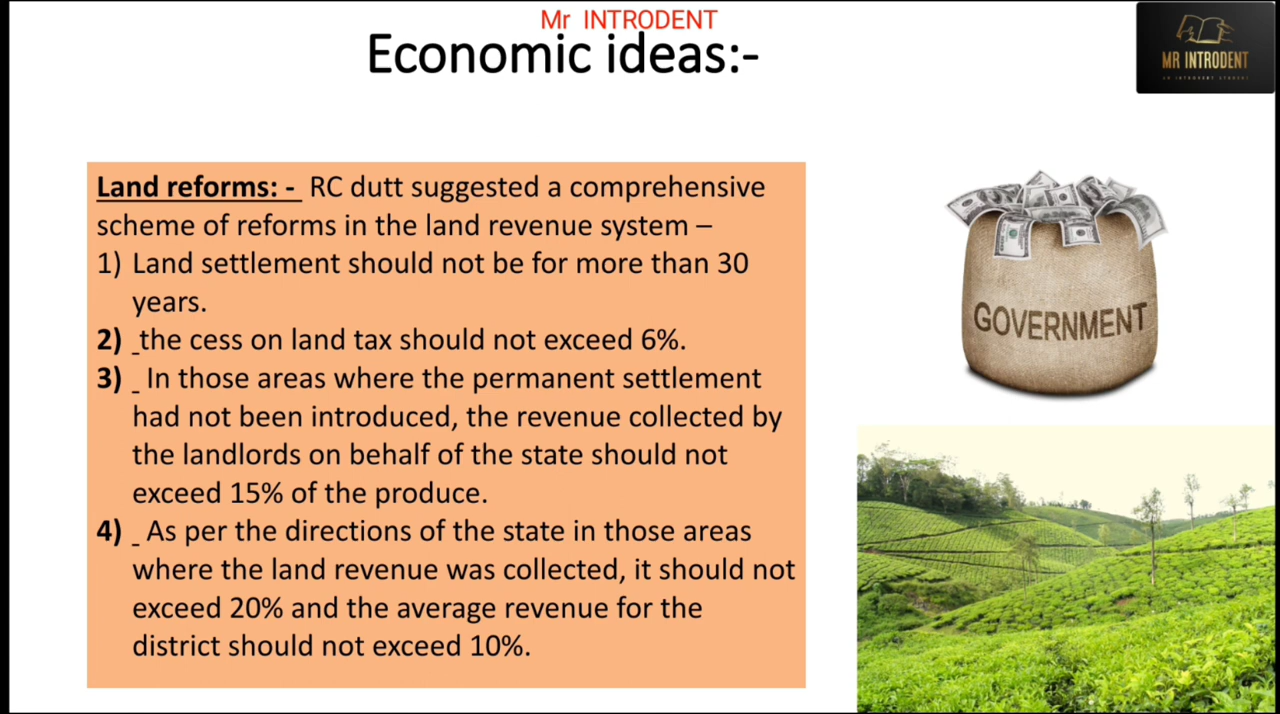 Mr INTRODENT
Economic ideas:-
MR INTRODENT
AN INTROVERT STUDENT
Land reforms: - RC dutt suggested a comprehensive
scheme of reforms in the land revenue system –
1) Land settlement should not be for more than 30
years.
2) _the cess on land tax should not exceed 6%.
3) _ In those areas where the permanent settlement
had not been introduced, the revenue collected by
the landlords on behalf of the state should not
exceed 15% of the produce.
4) _ As per the directions of the state in those areas
where the land revenue was collected, it should not
exceed 20% and the average revenue for the
district should not exceed 10%.
GOVERNMENT